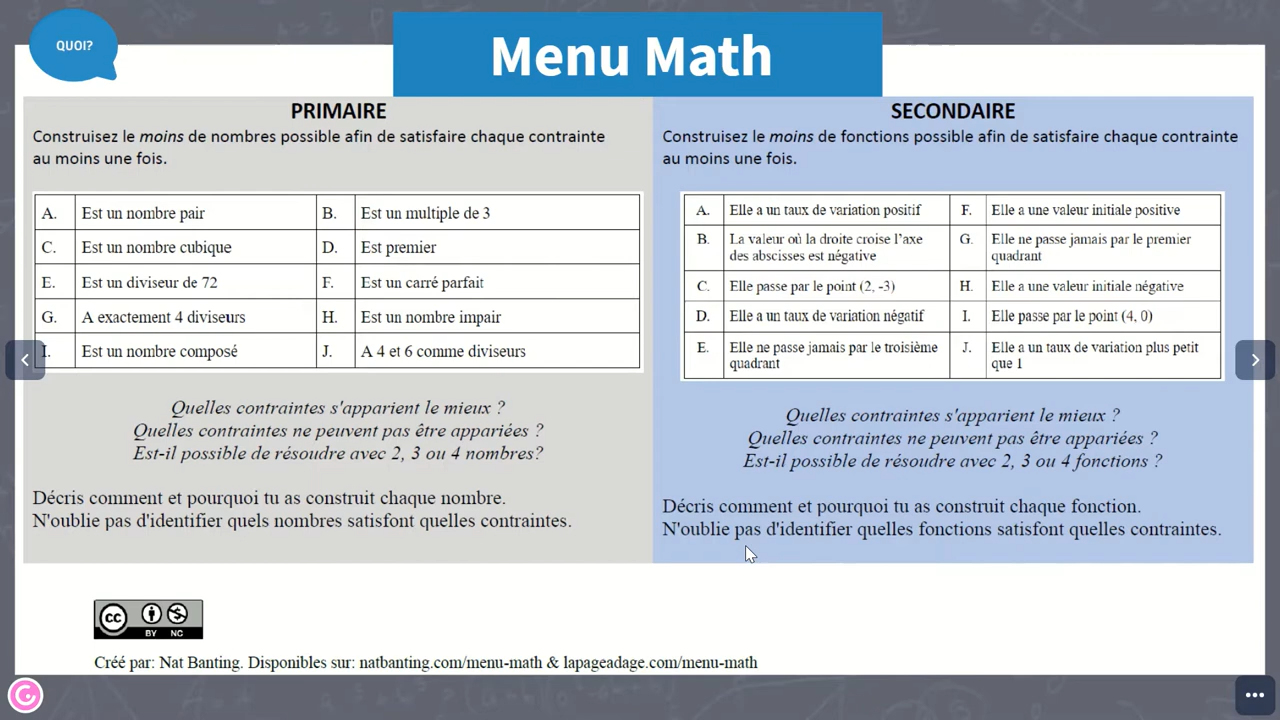 QUOI?
Menu Math
PRIMAIRE
Construisez le moins de nombres possible afin de satisfaire chaque contrainte
au moins une fois.
A. Est un nombre pair B. Est un multiple de 3
C. Est un nombre cubique D. Est premier
E. Est un diviseur de 72 F. Est un carré parfait
G. A exactement 4 diviseurs H. Est un nombre impair
I. Est un nombre composé J. A 4 et 6 comme diviseurs
Quelles contraintes s'apparient le mieux ?
Quelles contraintes ne peuvent pas être appariées ?
Est-il possible de résoudre avec 2, 3 ou 4 nombres?
Décris comment et pourquoi tu as construit chaque nombre.
N'oublie pas d'identifier quels nombres satisfont quelles contraintes.
SECONDAIRE
Construisez le moins de fonctions possible afin de satisfaire chaque contrainte
au moins une fois.
A. Elle a un taux de variation positif F. Elle a une valeur initiale positive
B. La valeur où la droite croise l’axe G. Elle ne passe jamais par le premier
des abscisses est négative quadrant
C. Elle passe par le point (2, -3) H. Elle a une valeur initiale négative
D. Elle a un taux de variation négatif I. Elle passe par le point (4, 0)
E. Elle ne passe jamais par le troisième J. Elle a un taux de variation plus petit
quadrant que 1
Quelles contraintes s'apparient le mieux ?
Quelles contraintes ne peuvent pas être appariées ?
Est-il possible de résoudre avec 2, 3 ou 4 fonctions ?
Décris comment et pourquoi tu as construit chaque fonction.
N'oublie pas d'identifier quelles fonctions satisfont quelles contraintes.
cc BY NC
Créé par: Nat Banting. Disponibles sur: natbanting.com/menu-math & lapageadage.com/menu-math